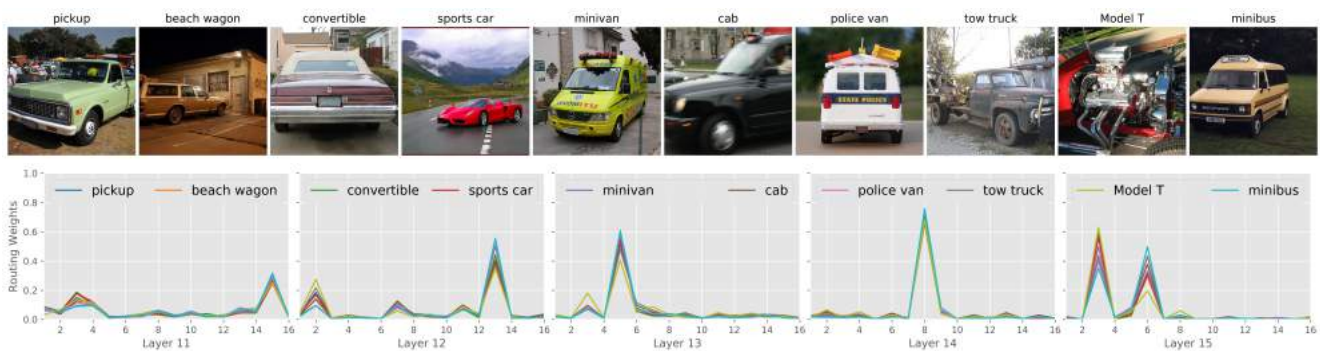 pickup beach wagon convertible sports car minivan cab police van tow truck Model T minibus
STATE POLICE
1.0
0.8
0.6
0.4
0.2
0.0
Routing Weights
pickup beach wagon convertible sports car minivan cab police van tow truck Model T minibus
2 4 6 8 10 12 14 16 2 4 6 8 10 12 14 16 2 4 6 8 10 12 14 16 2 4 6 8 10 12 14 16 2 4 6 8 10 12 14 16
Layer 11 Layer 12 Layer 13 Layer 14 Layer 15